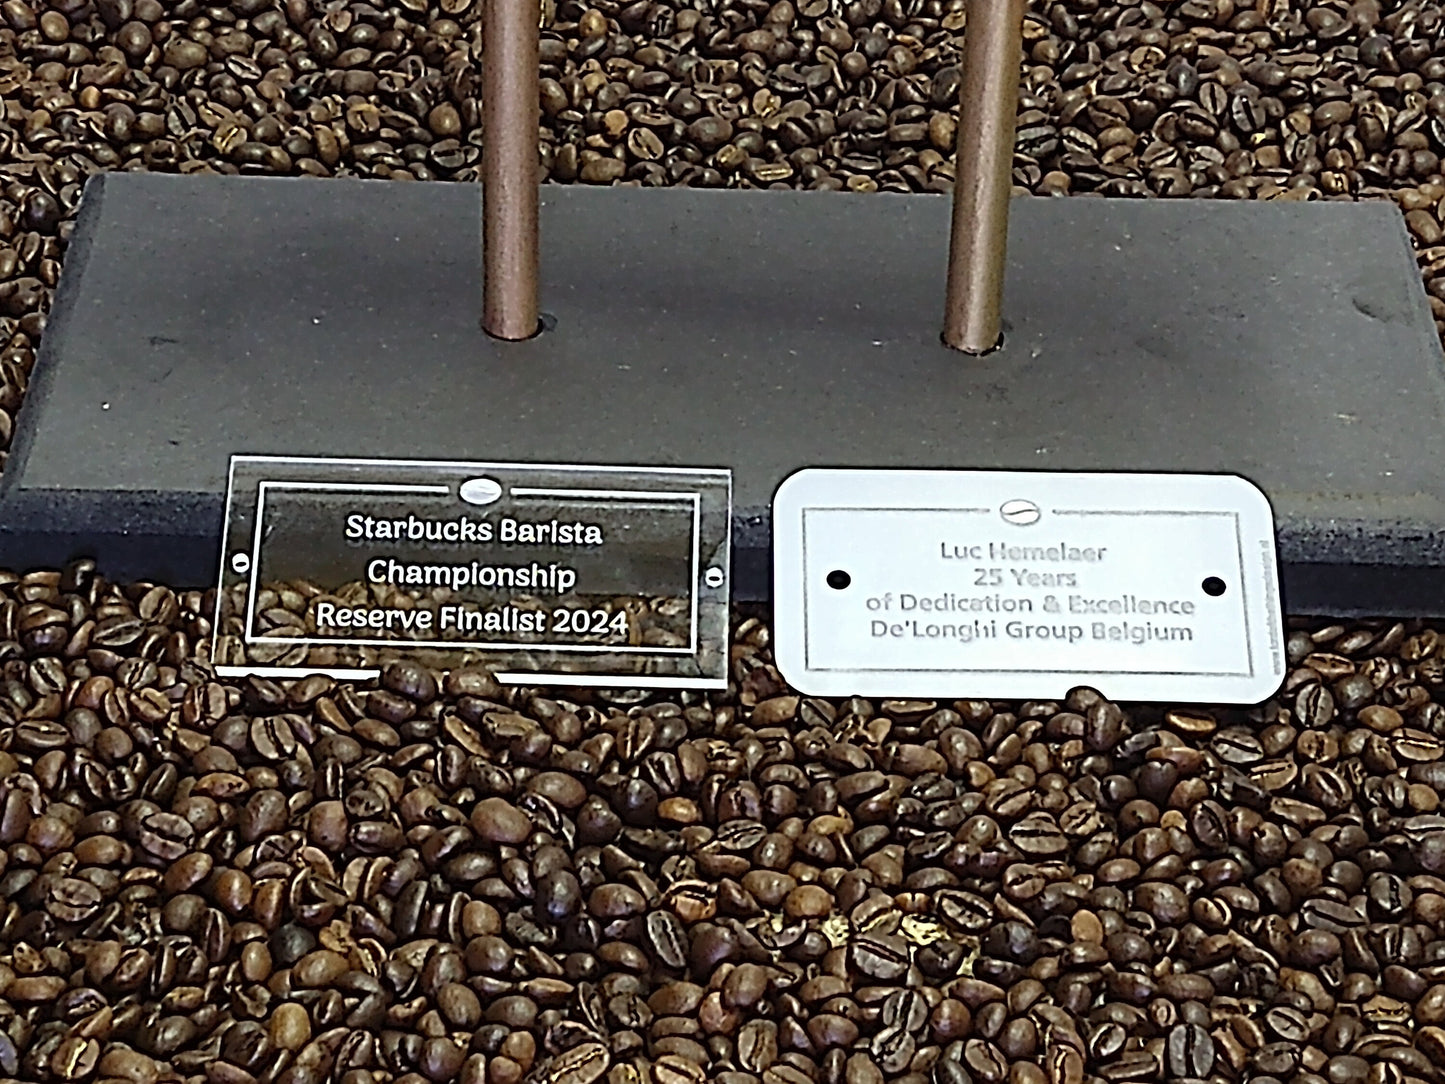 Starbucks Barista
Championship
Reserve Finalist 2024
Luc Hemelaer
25 Years
of Dedication & Excellence
De'Longhi Group Belgium